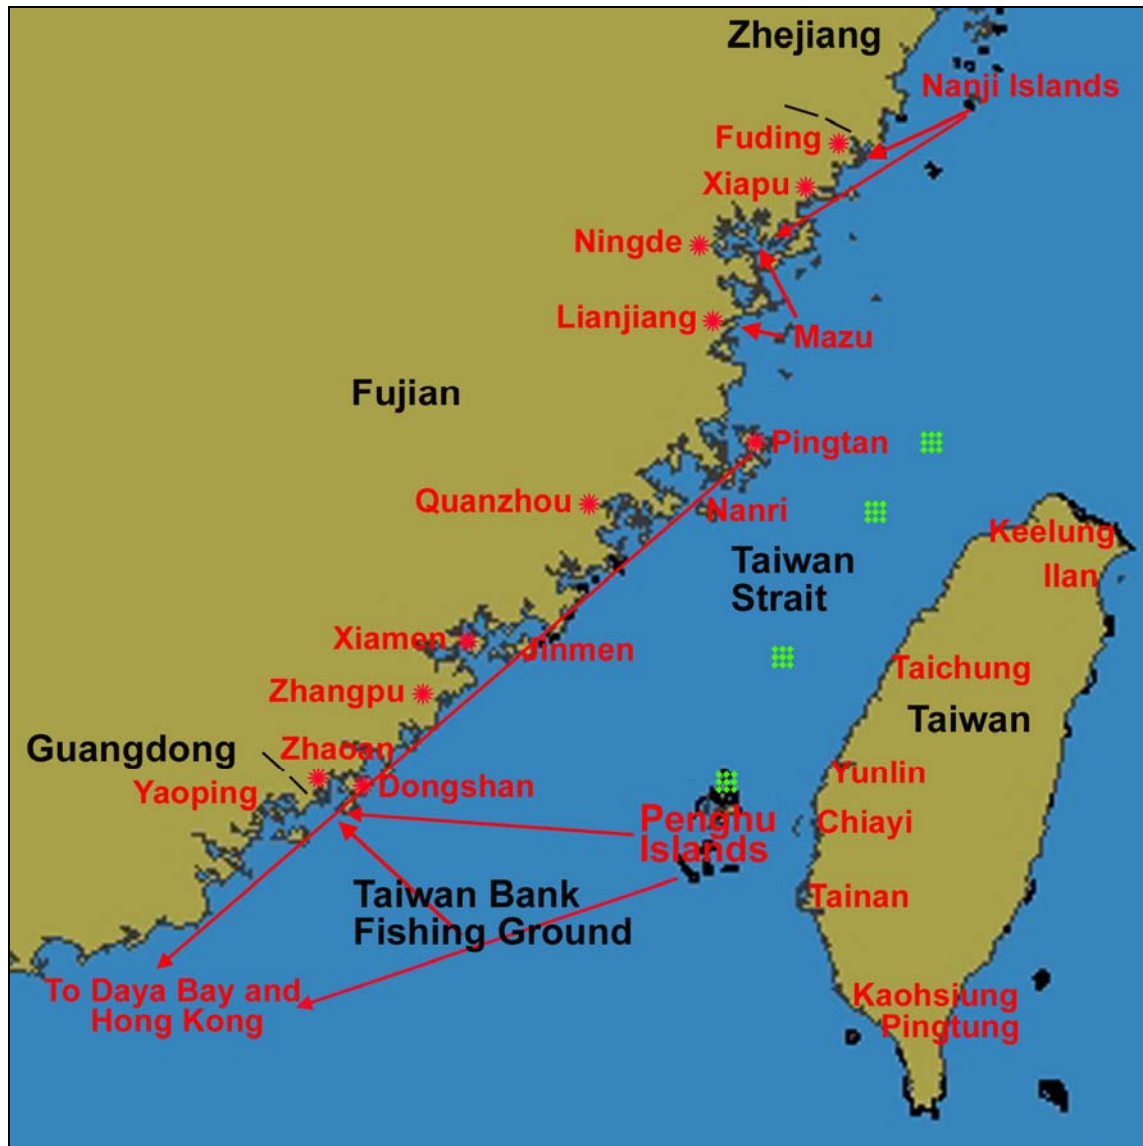 Zhejiang
Nanji Islands
Fuding
Xiapu
Ningde
Lianjiang
Mazu
Fujian
Pingtan
Quanzhou
Nanri
Keelung
Taiwan
Strait
Ilan
Xiamen
Jinmen
Taichung
Zhangpu
Taiwan
Guangdong
Zhaoan
Yunlin
Yaoping
Dongshan
Penghu
Islands
Chiayi
Taiwan Bank
Fishing Ground
Tainan
To Daya Bay and
Hong Kong
Kaohsiung
Pingtung